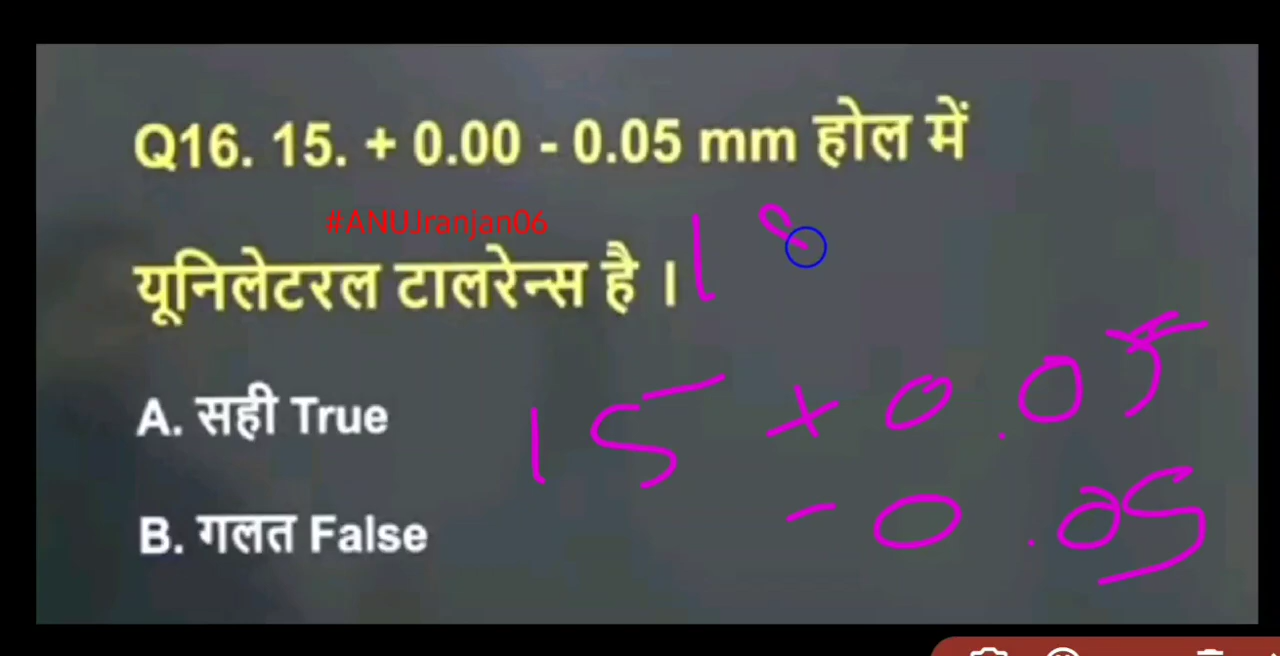 Q16. 15. + 0.00 - 0.05 mm होल में
#ANUJranjan06
यूनिलेटरल टालरेन्स है ।
18
A. सही True
15 + 0.05
B. गलत False
- 0.05